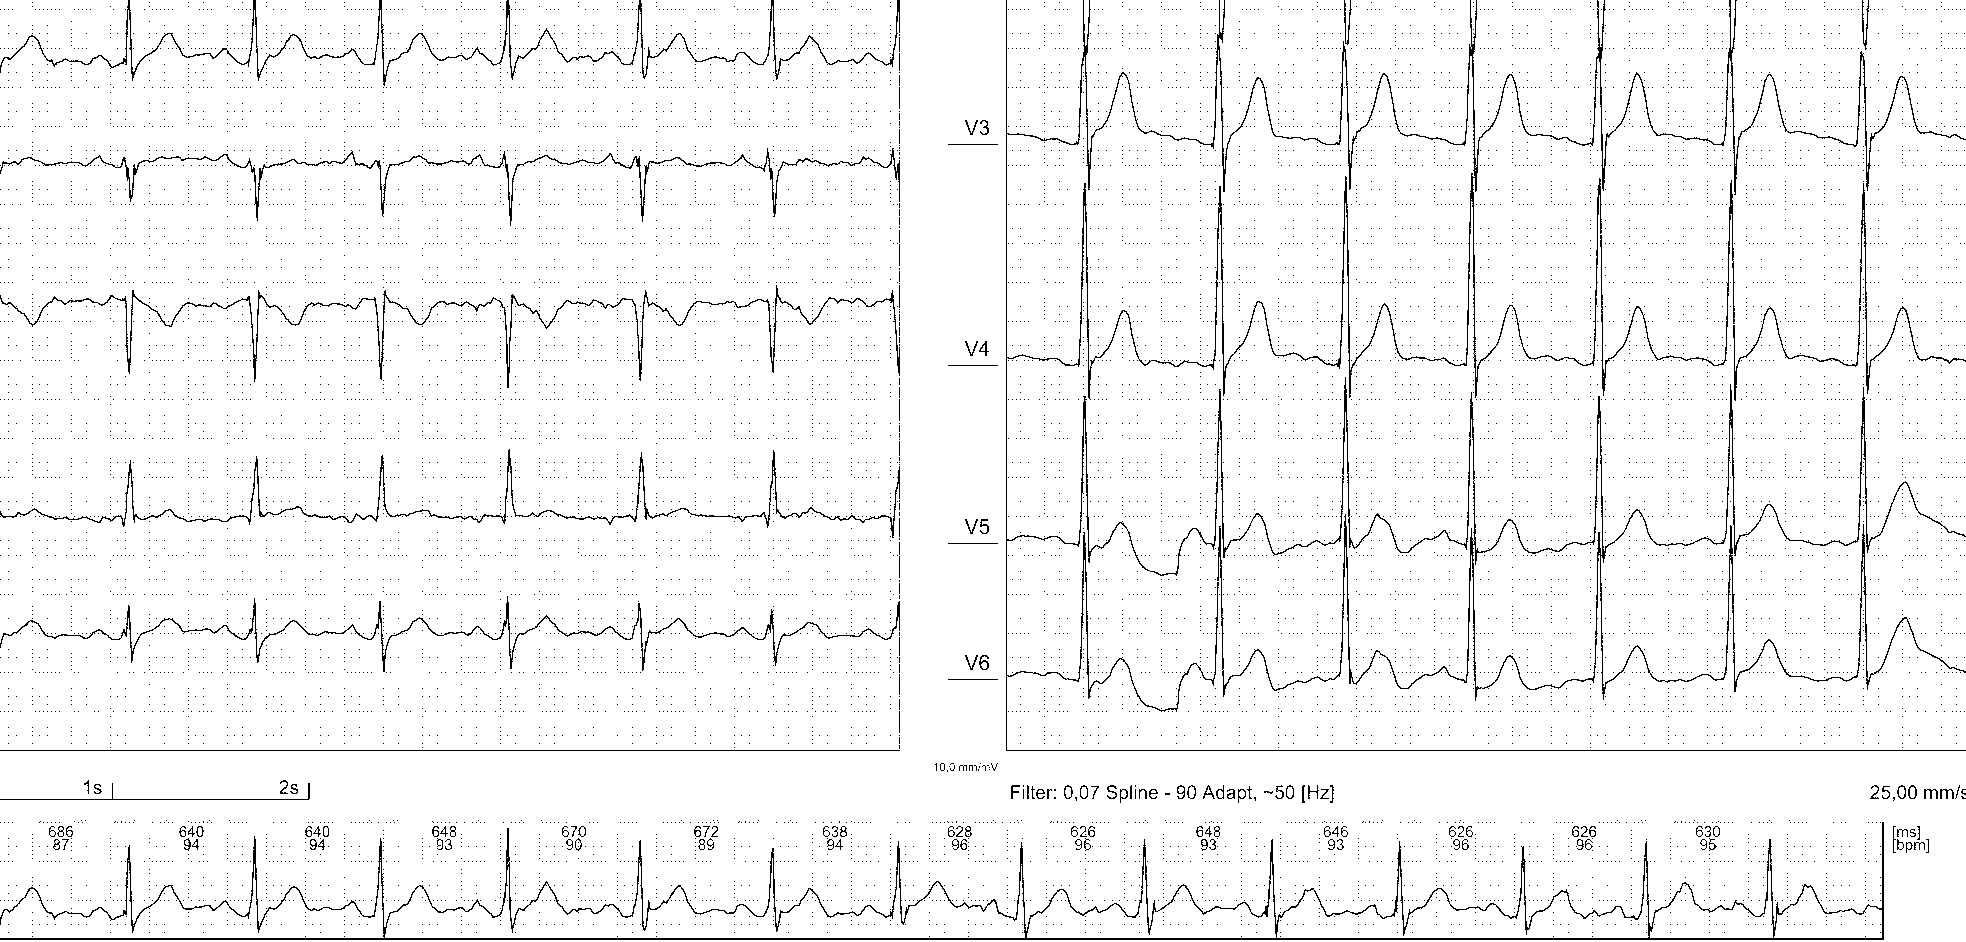 V3
V4
V5
V6
10,0 mm/mV
1s 2s Filter: 0,07 Spline - 90 Adapt, ~50 [Hz] 25,00 mm/s
686 640 640 648 670 672 638 628 626 648 646 626 626 630 [ms]
87 94 94 93 90 89 94 96 96 93 93 96 96 95 [bpm]